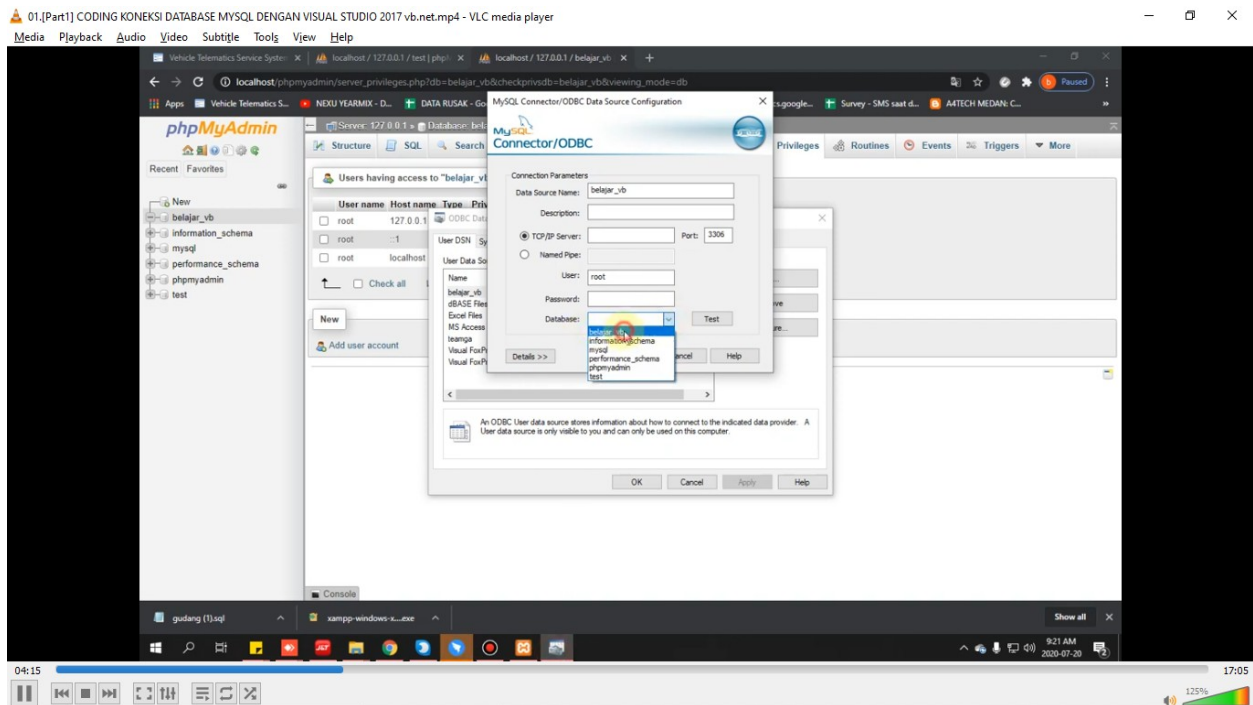 01.[Part1] CODING KONEKSI DATABASE MYSQL DENGAN VISUAL STUDIO 2017 vb.net.mp4 - VLC media player
Media Playback Audio Video Subtitle Tools View Help
Vehicle Telematics Service System localhost / 127.0.0.1 / test | php localhost / 127.0.0.1 / belajar_vb
localhost/phpmyadmin/server_privileges.php?db=belajar_vb&checkprivsdb=belajar_vb&viewing_mode=db
Paused
Apps Vehicle Telematics S... NEXU YEARMIX - D... DATA RUSAK - Go
s.google... Survey - SMS saat d... A4TECH MEDAN: C...
phpMyAdmin
Recent Favorites
New
belajar_vb
information_schema
mysql
performance_schema
phpmyadmin
test
Server: 127.0.0.1 » Database: bela
Structure SQL Search
Privileges Routines Events Triggers More
Users having access to "belajar_vb
User name Host name Type Priv
root 127.0.0.1
root ::1
root localhost
Check all
New
Add user account
Console
MySQL Connector/ODBC Data Source Configuration
MySQL
Connector/ODBC
Connection Parameters
Data Source Name: belajar_vb
Description:
TCP/IP Server: Port: 3306
Named Pipe:
User: root
Password:
Database: Test
belajar_vb
information_schema
mysql
performance_schema
phpmyadmin
test
Details >> ancel Help
ODBC Data
User DSN Sy
User Data So
Name
belajar_vb
dBASE Files
Excel Files
MS Access
teamga
Visual FoxP
Visual FoxP
An ODBC User data source stores information about how to connect to the indicated data provider. A
User data source is only visible to you and can only be used on this computer.
OK Cancel Apply Help
gudang (1).sql xampp-windows-x....exe Show all
9:21 AM
2020-07-20
2
04:15 17:05
125%